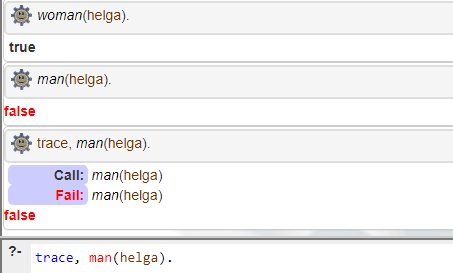 woman(helga).
true
man(helga).
false
trace, man(helga).
Call: man(helga)
Fail: man(helga)
false
?- trace, man(helga).